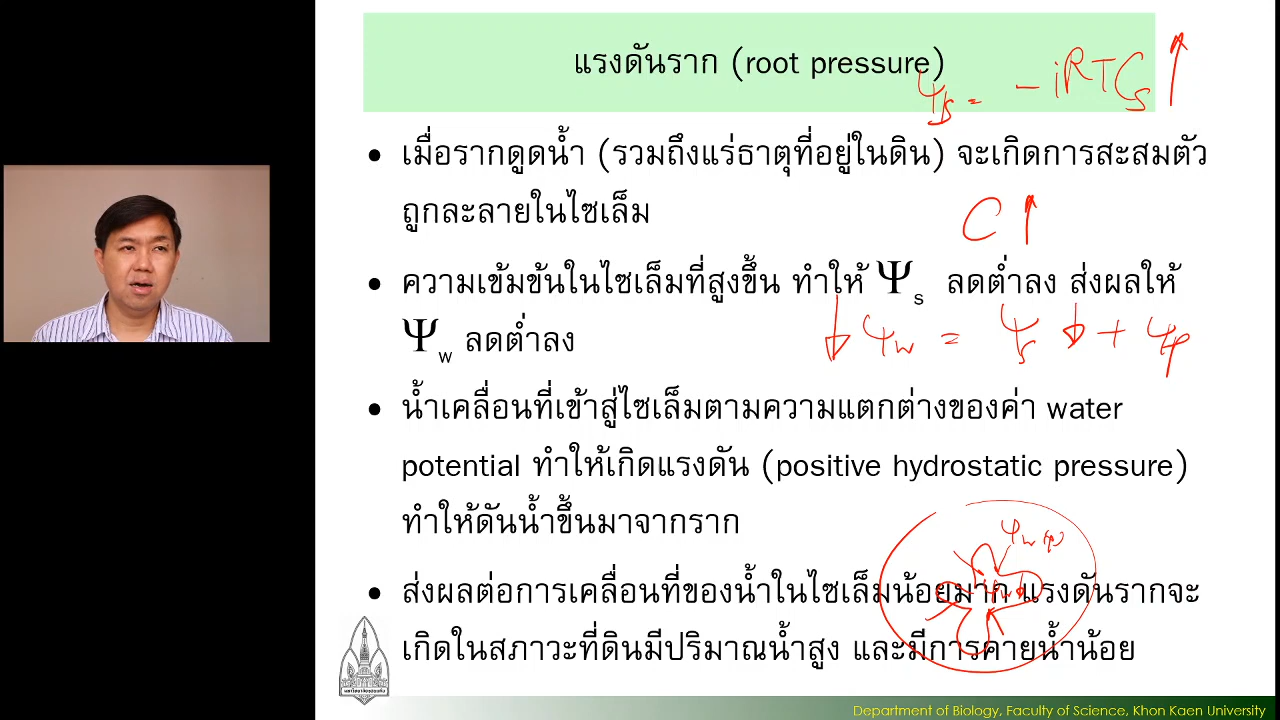 แรงดันราก (root pressure)
Ψs = - iRTCs ↑
• เมื่อรากดูดน้ำ (รวมถึงแร่ธาตุที่อยู่ในดิน) จะเกิดการสะสมตัว
ถูกละลายในไซเล็ม
C ↑
• ความเข้มข้นในไซเล็มที่สูงขึ้น ทำให้ Ψs ลดต่ำลง ส่งผลให้
Ψw ลดต่ำลง
↓ Ψw = Ψs ↓ + Ψp
• น้ำเคลื่อนที่เข้าสู่ไซเล็มตามความแตกต่างของค่า water
potential ทำให้เกิดแรงดัน (positive hydrostatic pressure)
ทำให้ดันน้ำขึ้นมาจากราก
Ψw
• ส่งผลต่อการเคลื่อนที่ของน้ำในไซเล็มน้อยมาก แรงดันรากจะ
เกิดในสภาวะที่ดินมีปริมาณน้ำสูง และมีการคายน้ำน้อย
Department of Biology, Faculty of Science, Khon Kaen University